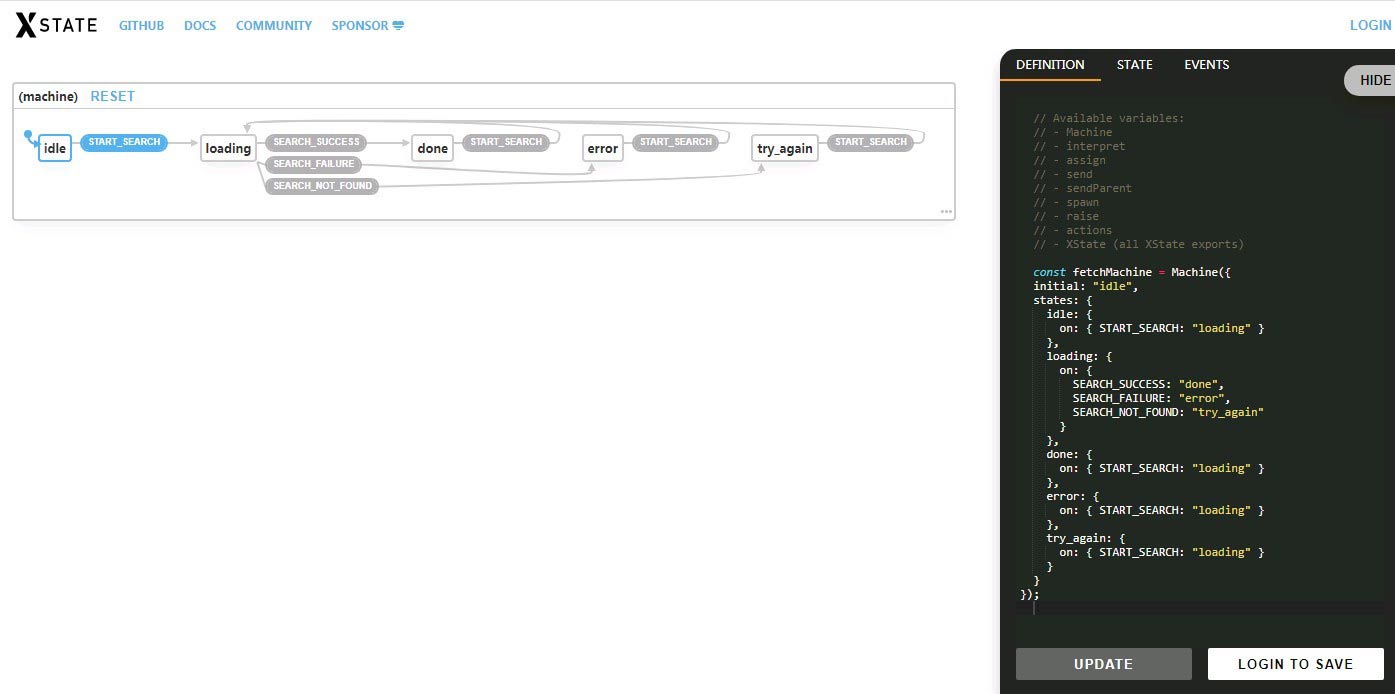 XSTATE GITHUB DOCS COMMUNITY SPONSOR LOGIN
(machine) RESET
idle START_SEARCH loading SEARCH_SUCCESS done START_SEARCH error START_SEARCH try_again START_SEARCH
SEARCH_FAILURE
SEARCH_NOT_FOUND
DEFINITION STATE EVENTS
HIDE
// Available variables:
// - Machine
// - interpret
// - assign
// - send
// - sendParent
// - spawn
// - raise
// - actions
// - XState (all XState exports)
const fetchMachine = Machine({
initial: "idle",
states: {
idle: {
on: { START_SEARCH: "loading" }
},
loading: {
on: {
SEARCH_SUCCESS: "done",
SEARCH_FAILURE: "error",
SEARCH_NOT_FOUND: "try_again"
}
},
done: {
on: { START_SEARCH: "loading" }
},
error: {
on: { START_SEARCH: "loading" }
},
try_again: {
on: { START_SEARCH: "loading" }
}
}
});
UPDATE LOGIN TO SAVE